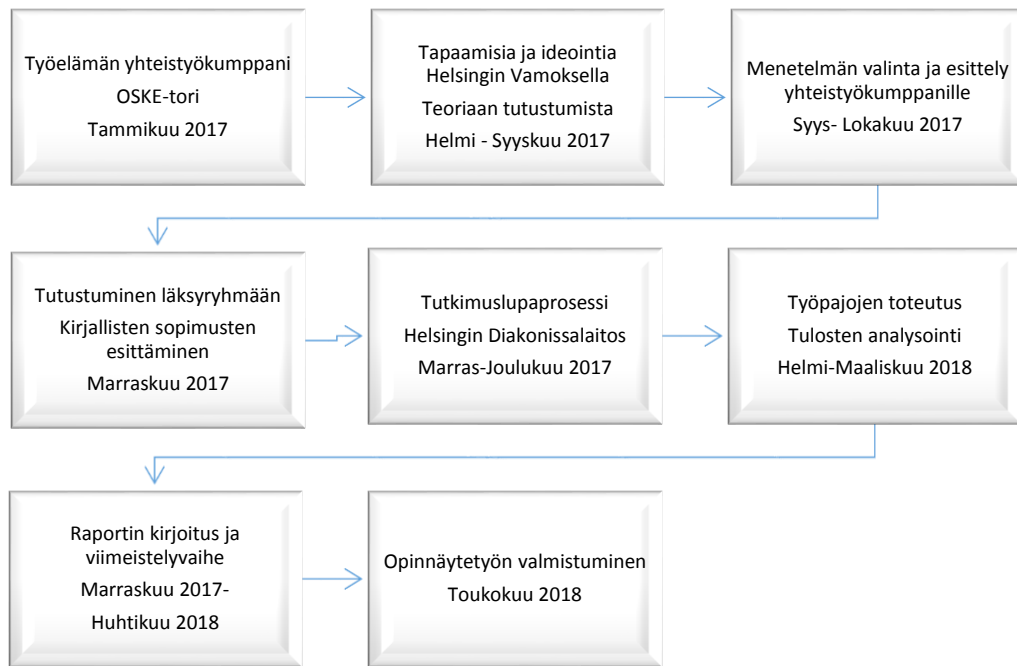 Työelämän yhteistyökumppani
OSKE-tori
Tammikuu 2017
Tapaamisia ja ideointia
Helsingin Vamoksella
Teoriaan tutustumista
Helmi - Syyskuu 2017
Menetelmän valinta ja esittely
yhteistyökumppanille
Syys- Lokakuu 2017
Tutustuminen läksyryhmään
Kirjallisten sopimusten
esittäminen
Marraskuu 2017
Tutkimuslupaprosessi
Helsingin Diakonissalaitos
Marras-Joulukuu 2017
Työpajojen toteutus
Tulosten analysointi
Helmi-Maaliskuu 2018
Raportin kirjoitus ja
viimeistelyvaihe
Marraskuu 2017-
Huhtikuu 2018
Opinnäytetyön valmistuminen
Toukokuu 2018